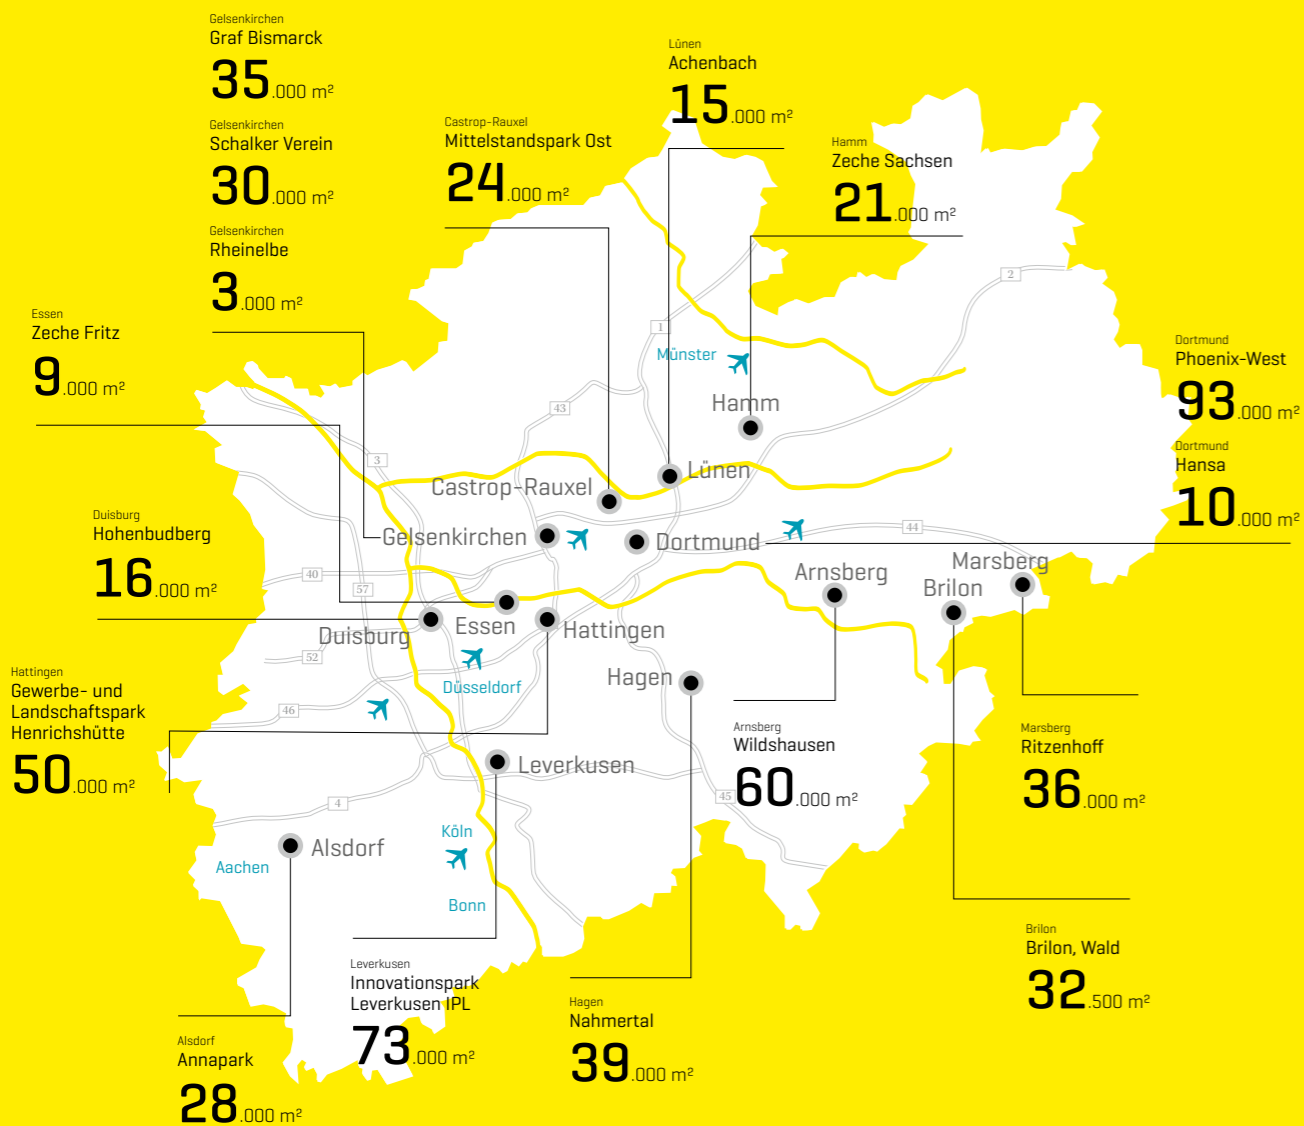 Gelsenkirchen
Graf Bismarck
35.000 m²
Gelsenkirchen
Schalker Verein
30.000 m²
Gelsenkirchen
Rheinelbe
3.000 m²
Castrop-Rauxel
Mittelstandspark Ost
24.000 m²
Lünen
Achenbach
15.000 m²
Hamm
Zeche Sachsen
21.000 m²
Essen
Zeche Fritz
9.000 m²
Dortmund
Phoenix-West
93.000 m²
Dortmund
Hansa
10.000 m²
Duisburg
Hohenbudberg
16.000 m²
Hattingen
Gewerbe- und
Landschaftspark
Henrichshütte
50.000 m²
2
1
Münster
43
Hamm
3
Lünen
Castrop-Rauxel
Gelsenkirchen
Dortmund
44
Marsberg
40
57
Arnsberg
Brilon
Duisburg
Essen
Hattingen
52
Düsseldorf
Hagen
46
Leverkusen
45
4
Köln
Alsdorf
Aachen
Bonn
Arnsberg
Wildshausen
60.000 m²
Marsberg
Ritzenhoff
36.000 m²
Brilon
Brilon, Wald
32.500 m²
Leverkusen
Innovationspark
Leverkusen IPL
73.000 m²
Hagen
Nahmertal
39.000 m²
Alsdorf
Annapark
28.000 m²